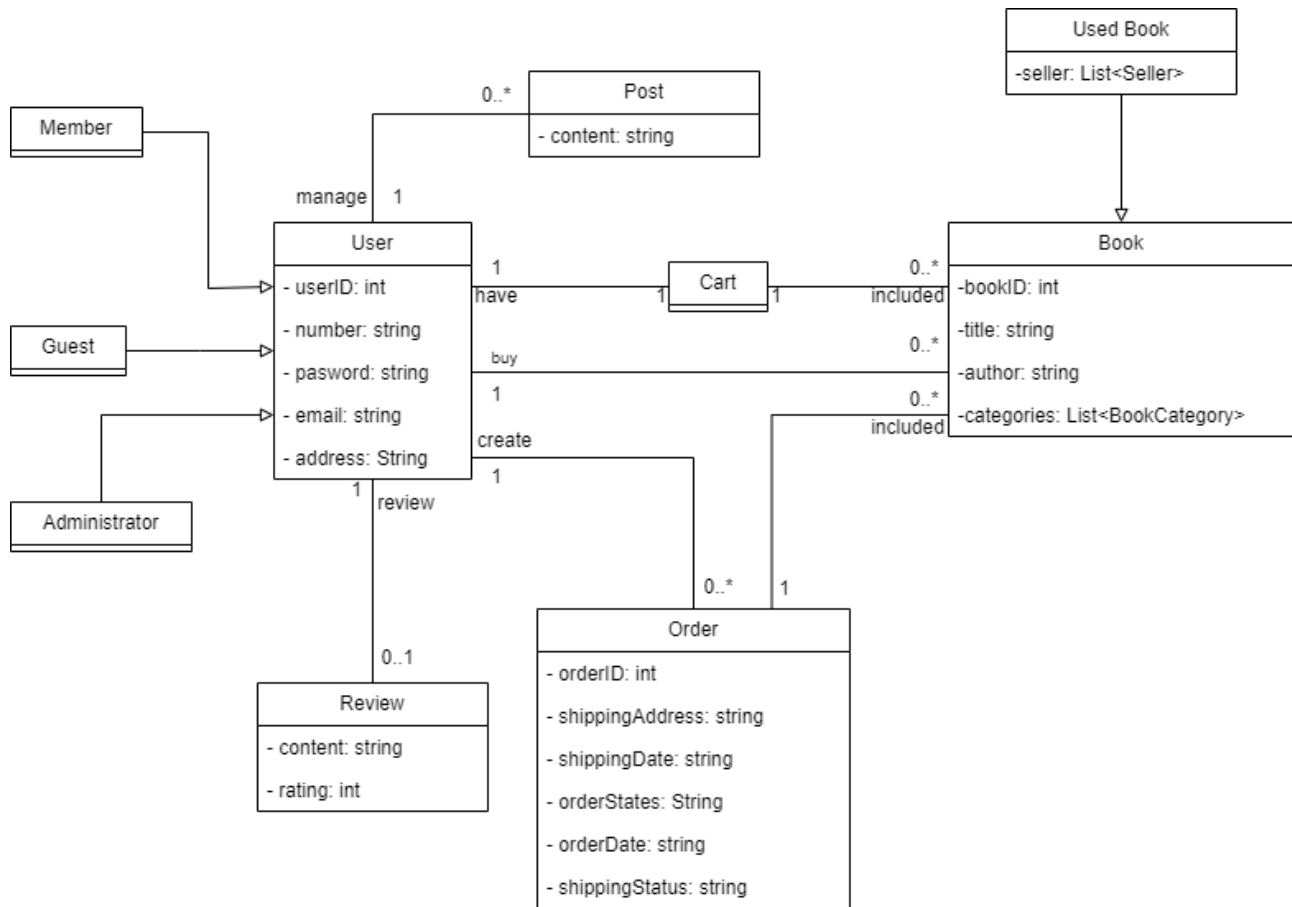 Used Book
-seller: List<Seller>
Post
- content: string
0..*
manage
1
Member
Guest
Administrator
User
- userID: int
- number: string
- pasword: string
- email: string
- address: String
1
have
1
Cart
1
0..*
included
Book
-bookID: int
-title: string
-author: string
-categories: List<BookCategory>
buy
1
0..*
0..*
included
1
create
1
0..*
1
review
0..1
Review
- content: string
- rating: int
Order
- orderID: int
- shippingAddress: string
- shippingDate: string
- orderStates: String
- orderDate: string
- shippingStatus: string